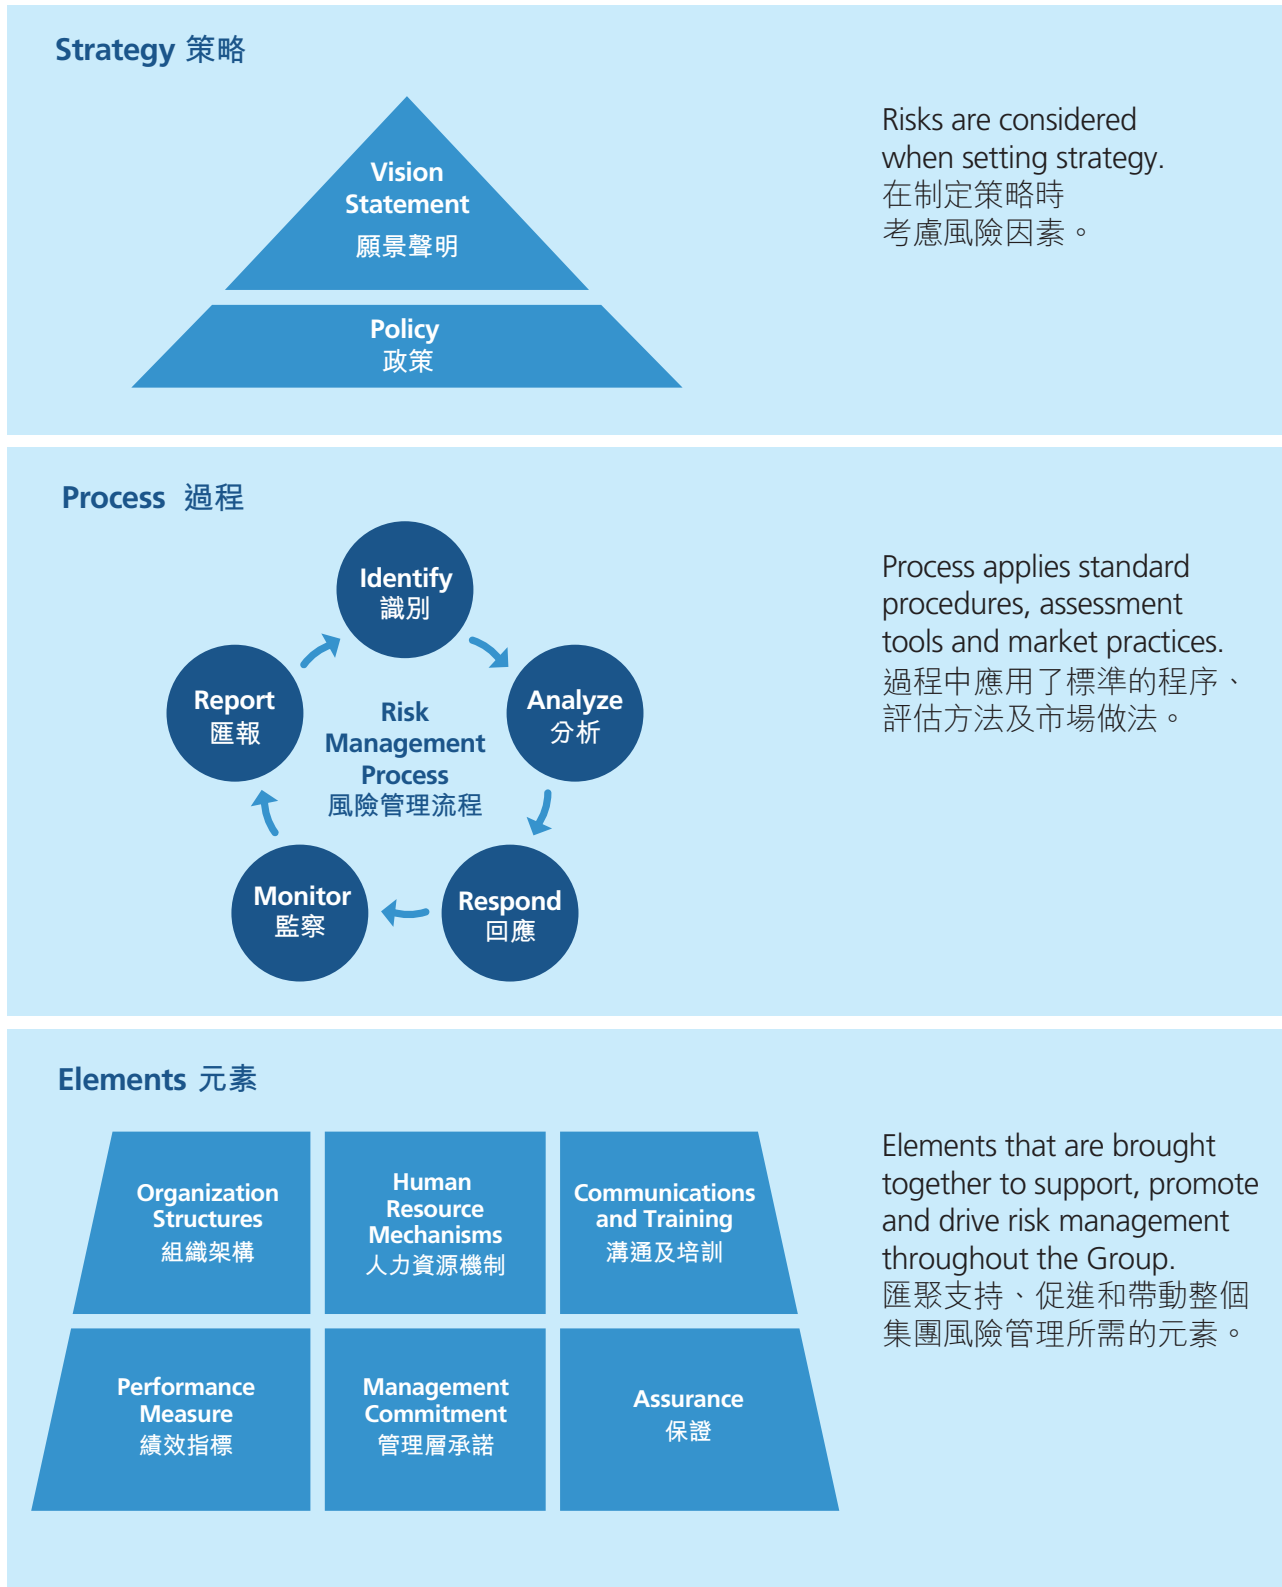 Strategy 策略
Vision
Statement
願景聲明
Policy
政策
Risks are considered
when setting strategy.
在制定策略時
考慮風險因素。
Process 過程
Identify
識別
Analyze
分析
Respond
回應
Monitor
監察
Report
匯報
Risk
Management
Process
風險管理流程
Process applies standard
procedures, assessment
tools and market practices.
過程中應用了標準的程序、
評估方法及市場做法。
Elements 元素
Organization
Structures
組織架構
Human
Resource
Mechanisms
人力資源機制
Communications
and Training
溝通及培訓
Performance
Measure
績效指標
Management
Commitment
管理層承諾
Assurance
保證
Elements that are brought
together to support, promote
and drive risk management
throughout the Group.
匯聚支持、促進和帶動整個
集團風險管理所需的元素。